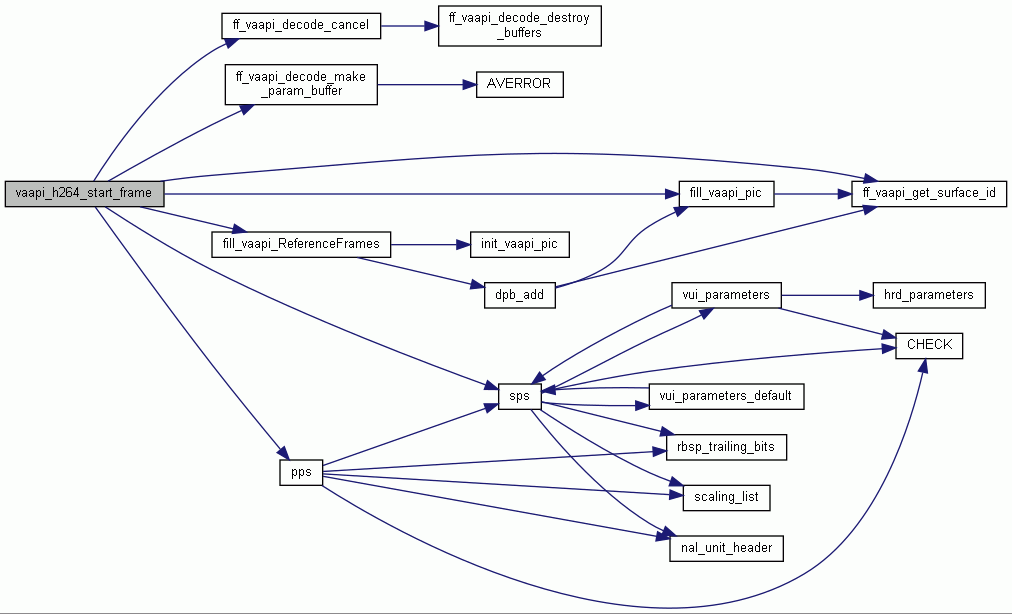 ff_vaapi_decode_cancel
ff_vaapi_decode_destroy
_buffers
ff_vaapi_decode_make
_param_buffer
AVERROR
vaapi_h264_start_frame
fill_vaapi_pic
ff_vaapi_get_surface_id
fill_vaapi_ReferenceFrames
init_vaapi_pic
dpb_add
vui_parameters
hrd_parameters
CHECK
sps
vui_parameters_default
rbsp_trailing_bits
pps
scaling_list
nal_unit_header